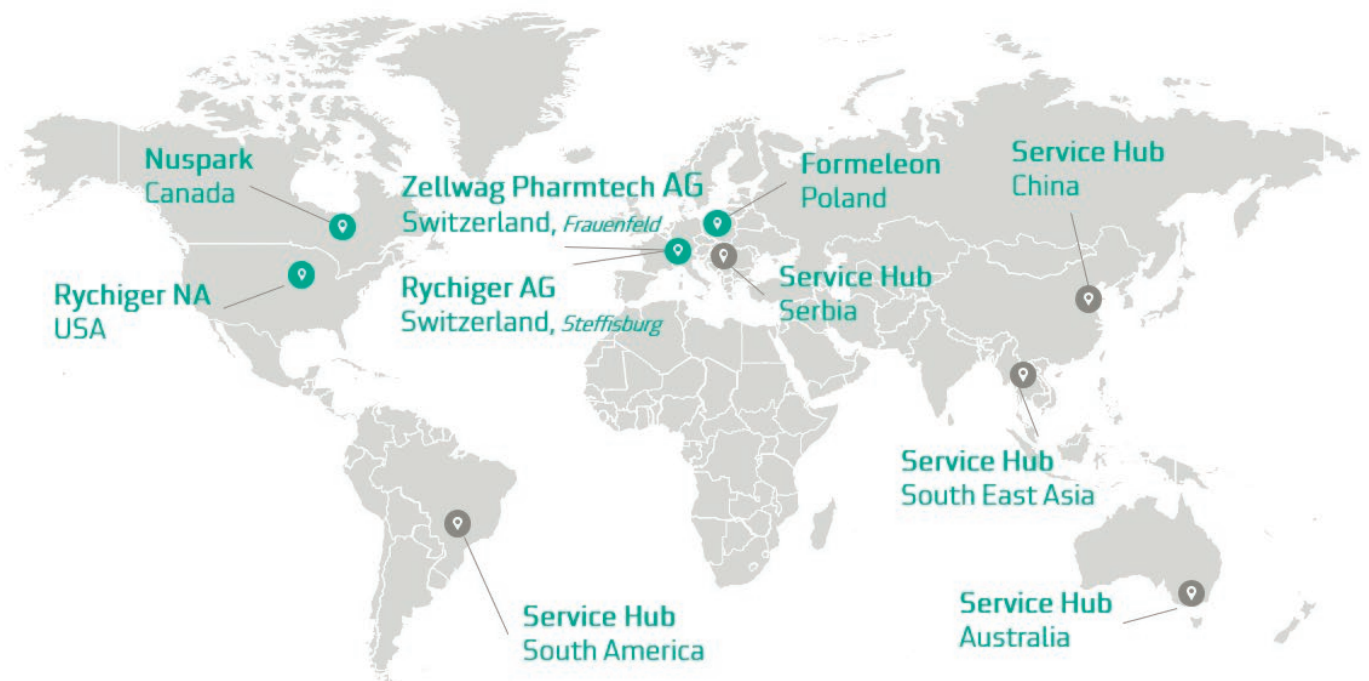 Nuspark
Canada
Rychiger NA
USA
Zellwag Pharmtech AG
Switzerland, Frauenfeld
Rychiger AG
Switzerland, Steffisburg
Formeleon
Poland
Service Hub
Serbia
Service Hub
China
Service Hub
South East Asia
Service Hub
South America
Service Hub
Australia